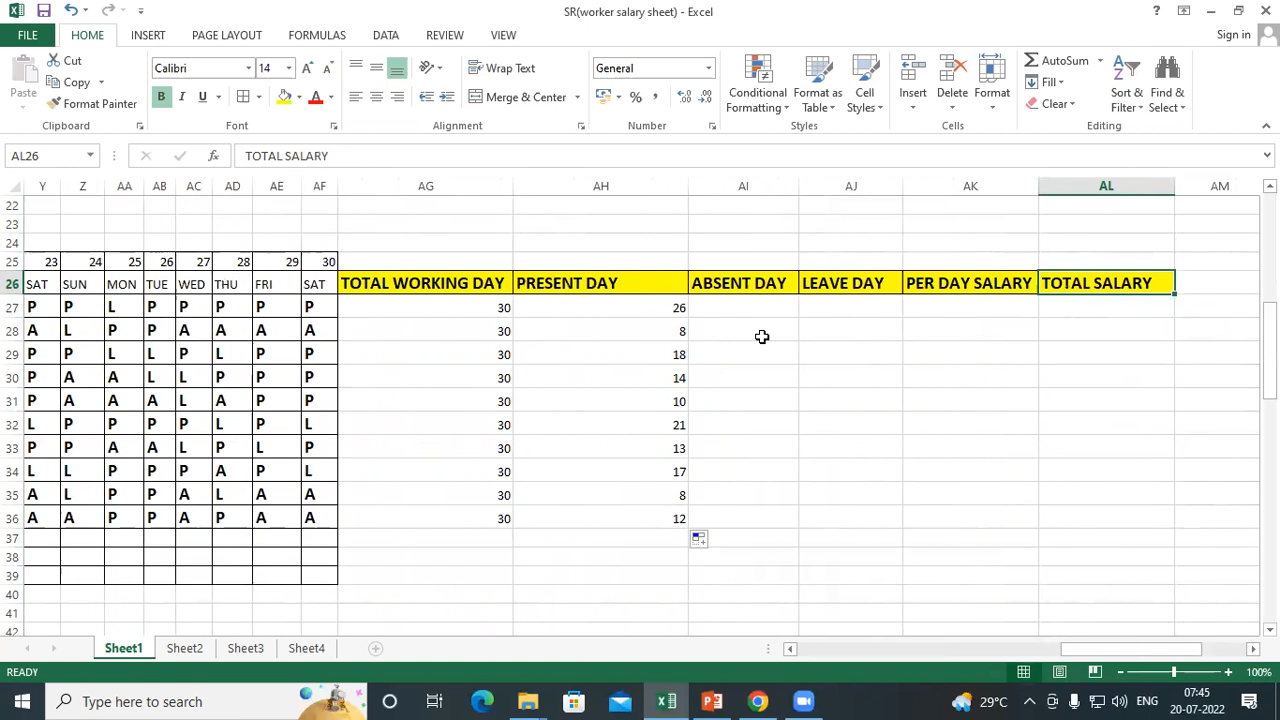 SR(worker salary sheet) - Excel
FILE HOME INSERT PAGE LAYOUT FORMULAS DATA REVIEW VIEW Sign in
Paste Cut Copy Format Painter Clipboard
Calibri 14 B I U Font
Wrap Text Merge & Center Alignment
General % Number
Conditional Formatting Format as Table Cell Styles Styles
Insert Delete Format Cells
AutoSum Fill Clear Sort & Filter Find & Select Editing
AL26 fx TOTAL SALARY
Y Z AA AB AC AD AE AF AG AH AI AJ AK AL AM
22
23
24
25 23 24 25 26 27 28 29 30
26 SAT SUN MON TUE WED THU FRI SAT TOTAL WORKING DAY PRESENT DAY ABSENT DAY LEAVE DAY PER DAY SALARY TOTAL SALARY
27 P P L P P P P P 30 26
28 A L P P A A A A 30 8
29 P P L L P L P P 30 18
30 P A A L L P P P 30 14
31 P A A A L A P P 30 10
32 L P P P P L P L 30 21
33 P P A A L P L P 30 13
34 L L P P P A P L 30 17
35 A L P P A L A A 30 8
36 A A P P A P A A 30 12
37
38
39
40
41
42
Sheet1 Sheet2 Sheet3 Sheet4
READY 100%
Type here to search 29°C ENG 07:45
20-07-2022